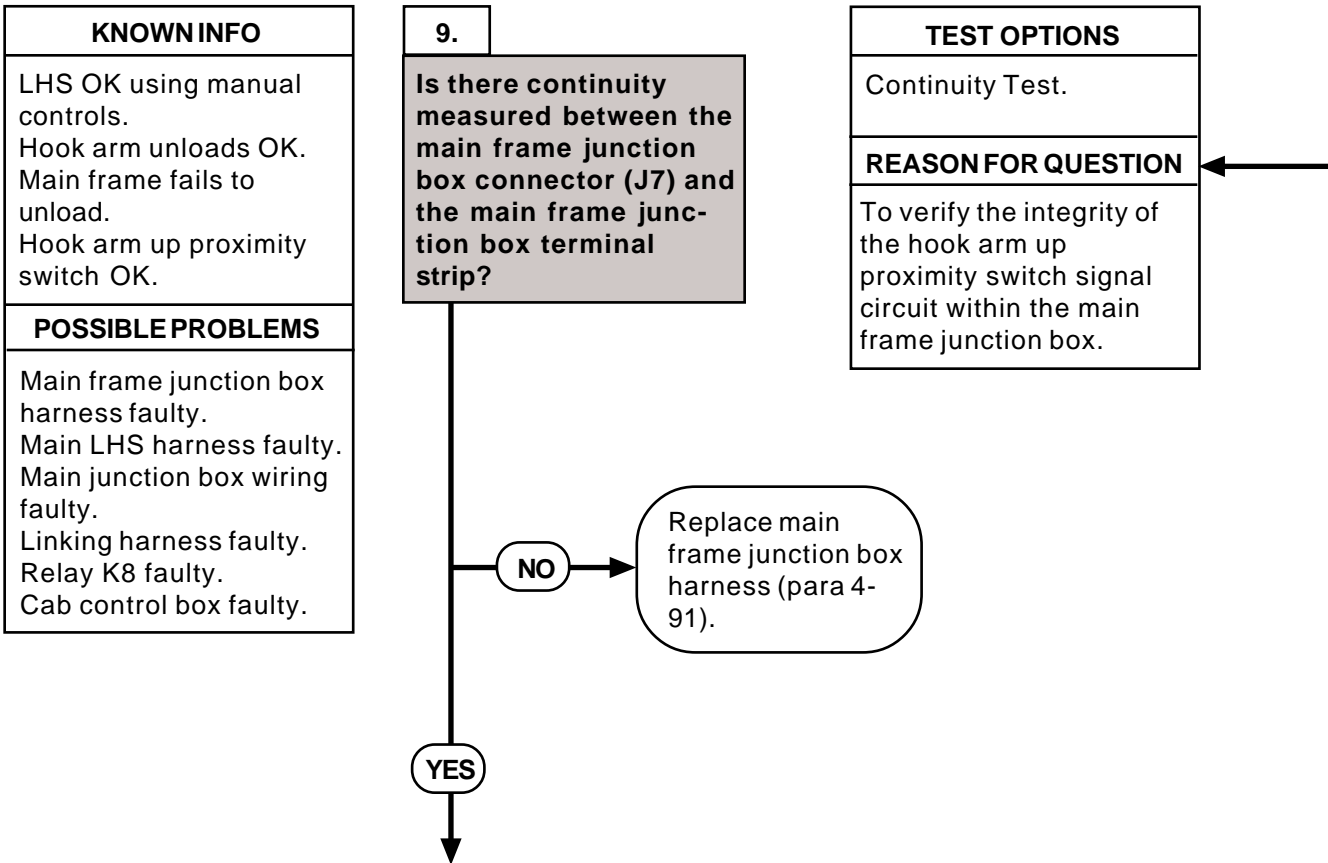 KNOWN INFO
LHS OK using manual
controls.
Hook arm unloads OK.
Main frame fails to
unload.
Hook arm up proximity
switch OK.
POSSIBLE PROBLEMS
Main frame junction box
harness faulty.
Main LHS harness faulty.
Main junction box wiring
faulty.
Linking harness faulty.
Relay K8 faulty.
Cab control box faulty.
9.
Is there continuity
measured between the
main frame junction
box connector (J7) and
the main frame junc-
tion box terminal
strip?
TEST OPTIONS
Continuity Test.
REASON FOR QUESTION
To verify the integrity of
the hook arm up
proximity switch signal
circuit within the main
frame junction box.
NO
Replace main
frame junction box
harness (para 4-
91).
YES